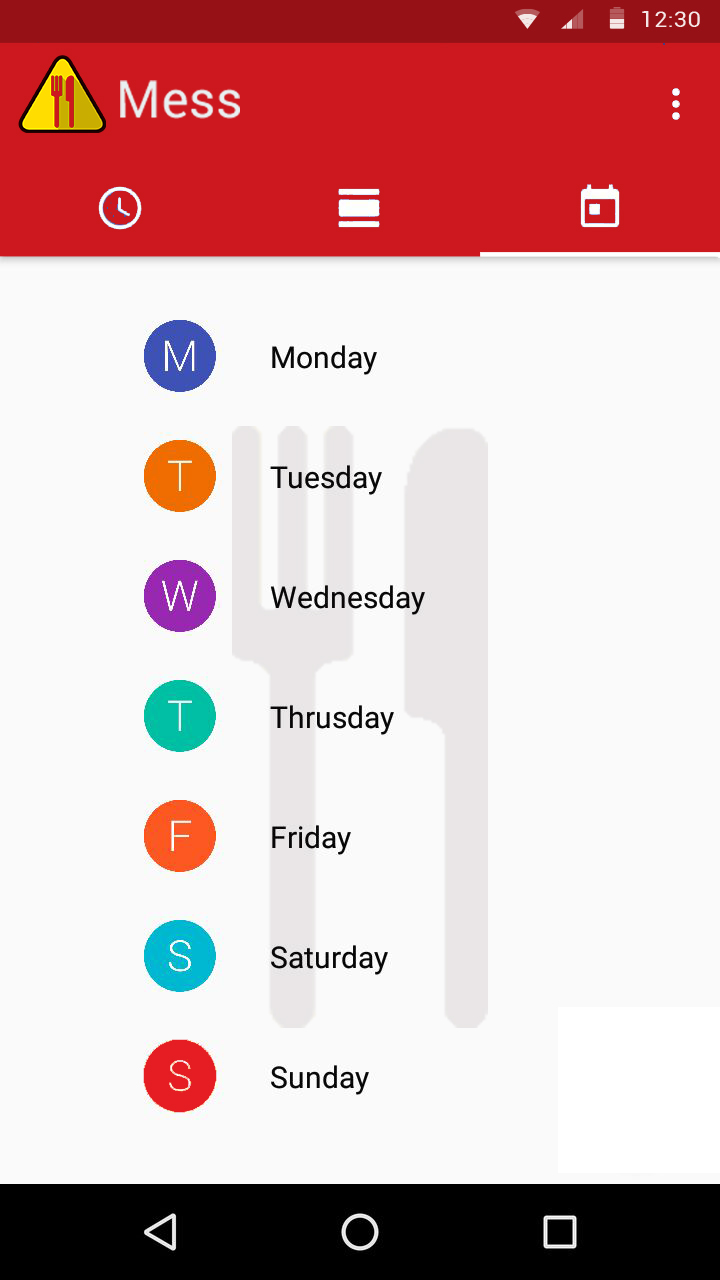 12:30
Mess
M Monday
T Tuesday
W Wednesday
T Thrusday
F Friday
S Saturday
S Sunday